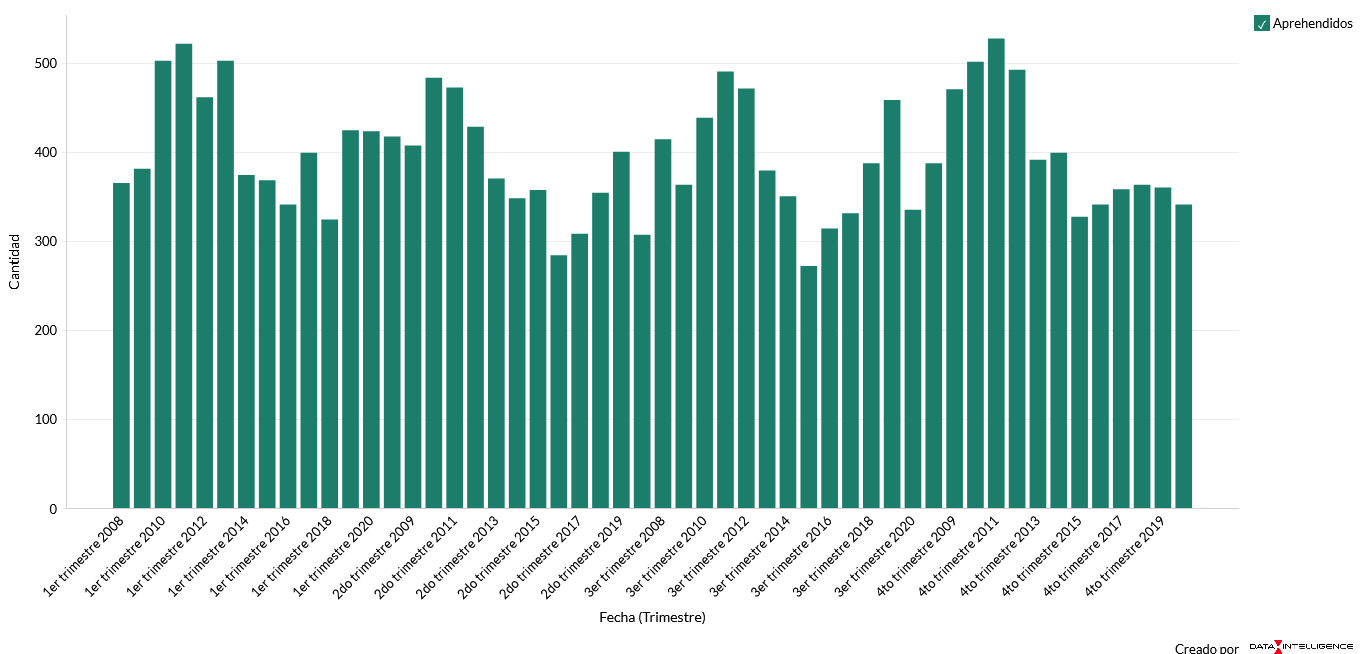 Aprehendidos
500
400
300
200
100
0
Cantidad
1er trimestre 2008
1er trimestre 2010
1er trimestre 2012
1er trimestre 2014
1er trimestre 2016
1er trimestre 2018
1er trimestre 2020
2do trimestre 2009
2do trimestre 2011
2do trimestre 2013
2do trimestre 2015
2do trimestre 2017
2do trimestre 2019
3er trimestre 2008
3er trimestre 2010
3er trimestre 2012
3er trimestre 2014
3er trimestre 2016
3er trimestre 2018
3er trimestre 2020
4to trimestre 2009
4to trimestre 2011
4to trimestre 2013
4to trimestre 2015
4to trimestre 2017
4to trimestre 2019
Fecha (Trimestre)
Creado por DATA INTELLIGENCE